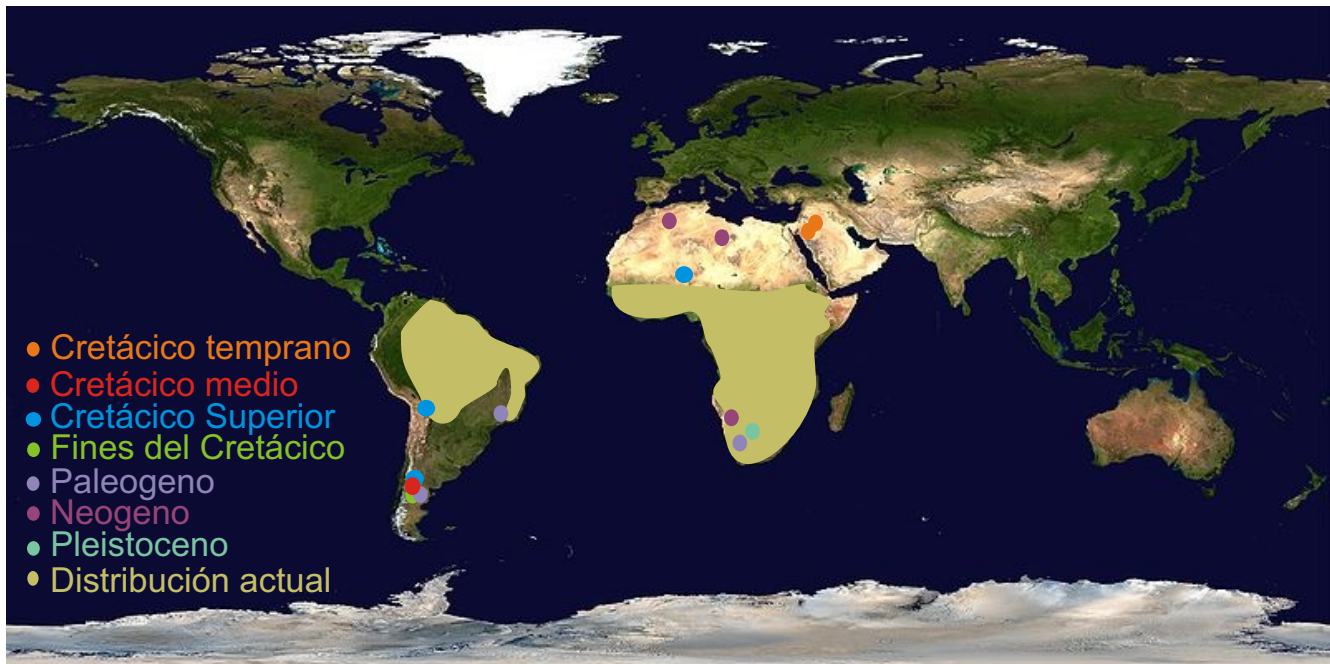 Cretácico temprano
Cretácico medio
Cretácico Superior
Fines del Cretácico
Paleogeno
Neogeno
Pleistoceno
Distribución actual